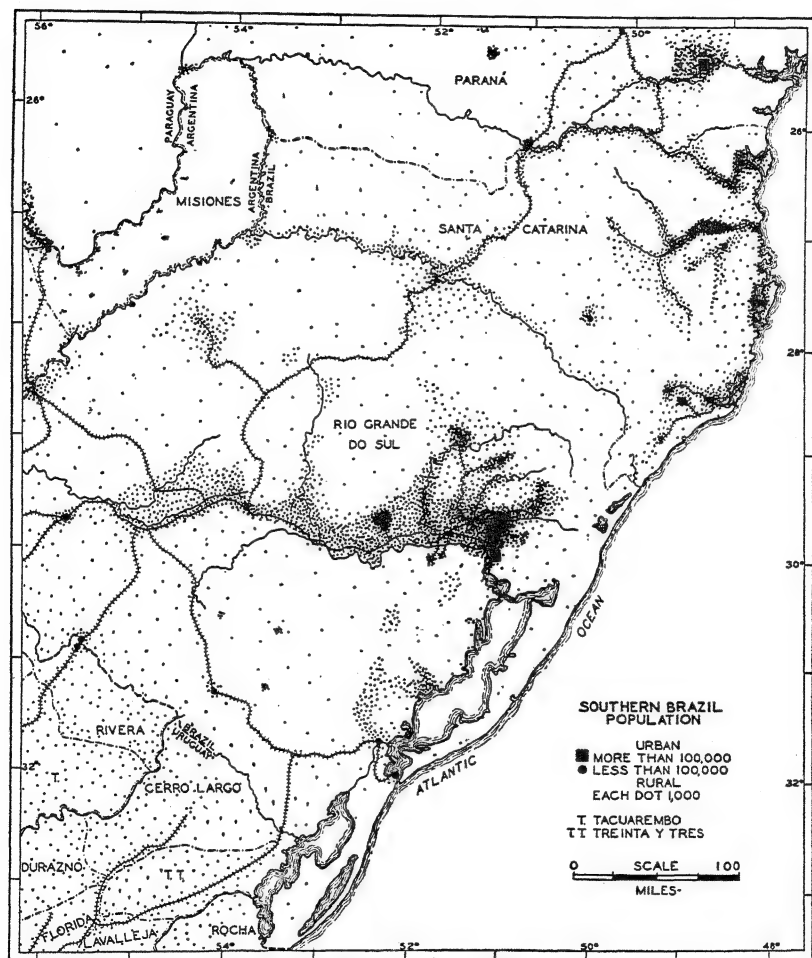 56°
54°
52°
50°
PARANÁ
26°
26°
PARAGUAY
ARGENTINA
ARGENTINA
BRAZIL
MISIONES
SANTA CATARINA
28°
28°
RIO GRANDE
DO SUL
30°
30°
ATLANTIC OCEAN
SOUTHERN BRAZIL
POPULATION
URBAN
MORE THAN 100,000
LESS THAN 100,000
RURAL
EACH DOT 1,000
T. TACUAREMBO
T.T. TREINTA Y TRES
0 SCALE 100
MILES-
RIVERA
BRAZIL
URUGUAY
32°
32°
T.
CERRO LARGO
DURAZNO
T.T.
FLORIDA
LAVALLEJA
ROCHA
54°
52°
50°
48°